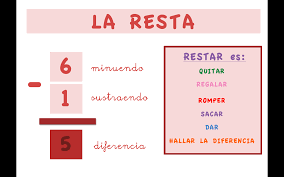 LA RESTA
6 minuendo
- 1 sustraendo
5 diferencia
RESTAR es:
QUITAR
REGALAR
ROMPER
SACAR
DAR
HALLAR LA DIFERENCIA